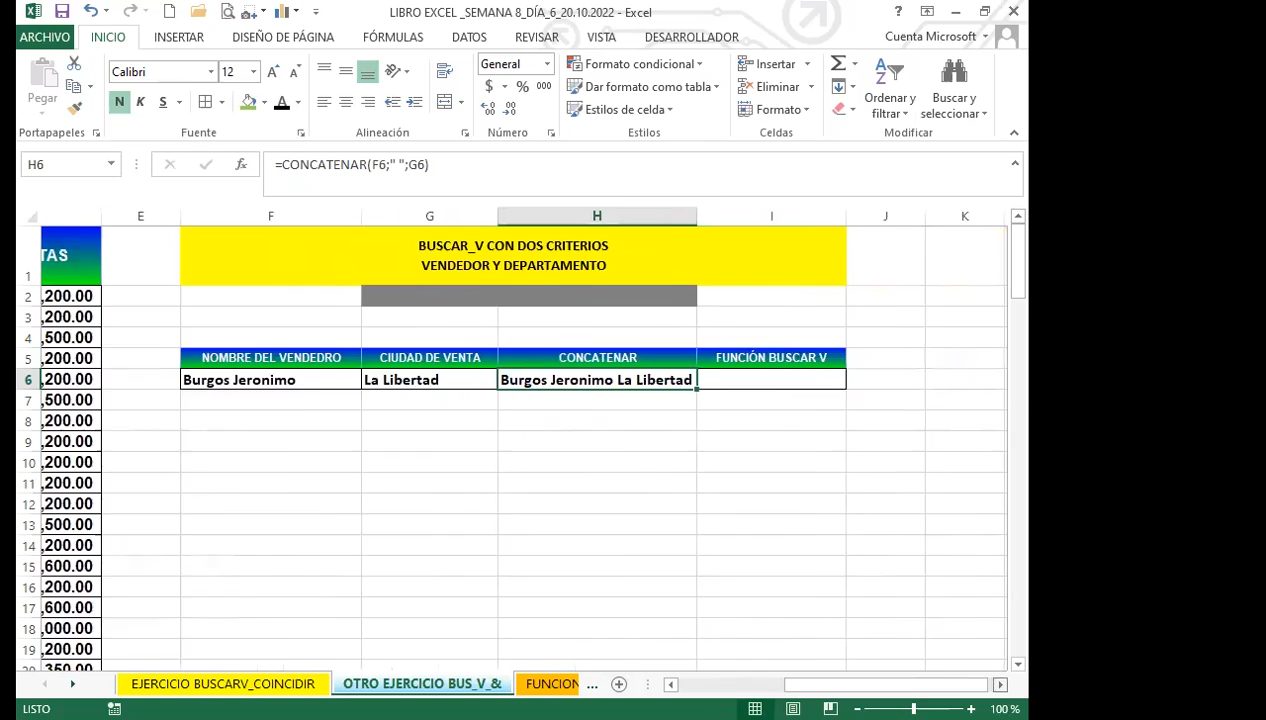 LIBRO EXCEL _SEMANA 8_DÍA_6_20.10.2022 - Excel
?
ARCHIVO INICIO INSERTAR DISEÑO DE PÁGINA FÓRMULAS DATOS REVISAR VISTA DESARROLLADOR Cuenta Microsoft
Pegar Calibri 12 A A General Formato condicional Insertar Σ
N K S A $ % 000 Dar formato como tabla Eliminar Ordenar y Buscar y
Estilos de celda Formato filtrar seleccionar
Portapapeles Fuente Alineación Número Estilos Celdas Modificar
H6 fx =CONCATENAR(F6;" ";G6)
E F G H I J K
1 TAS BUSCAR_V CON DOS CRITERIOS
VENDEDOR Y DEPARTAMENTO
2 ,200.00
3 ,200.00
4 ,500.00
5 ,200.00 NOMBRE DEL VENDEDRO CIUDAD DE VENTA CONCATENAR FUNCIÓN BUSCAR V
6 ,200.00 Burgos Jeronimo La Libertad Burgos Jeronimo La Libertad
7 ,500.00
8 ,200.00
9 ,200.00
10 ,200.00
11 ,200.00
12 ,200.00
13 ,500.00
14 ,200.00
15 ,600.00
16 ,200.00
17 ,600.00
18 ,000.00
19 ,200.00
20 ,350.00
EJERCICIO BUSCARV_COINCIDIR OTRO EJERCICIO BUS_V_& FUNCION ...
LISTO 100 %